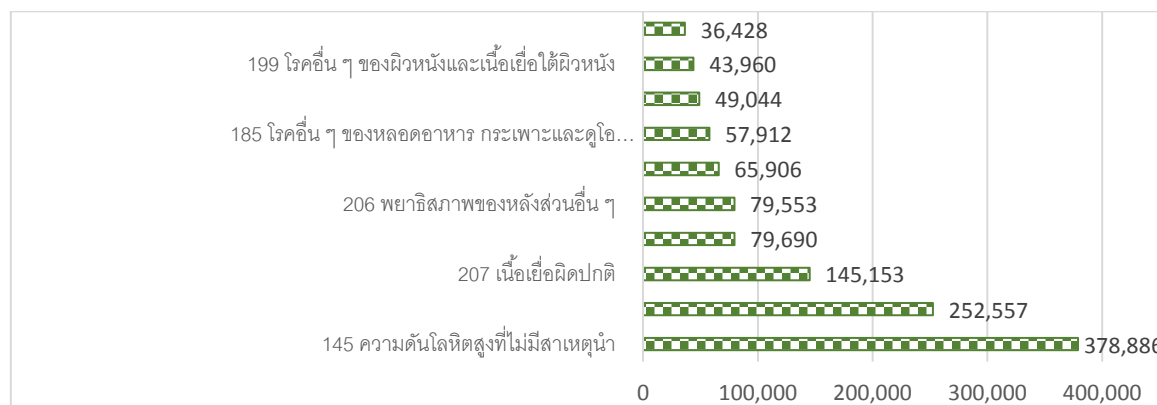 36,428
199 โรคอื่น ๆ ของผิวหนังและเนื้อเยื่อใต้ผิวหนัง 43,960
49,044
185 โรคอื่น ๆ ของหลอดอาหาร กระเพาะและดูโอ... 57,912
65,906
206 พยาธิสภาพของหลังส่วนอื่น ๆ 79,553
79,690
207 เนื้อเยื่อผิดปกติ 145,153
252,557
145 ความดันโลหิตสูงที่ไม่มีสาเหตุนำ 378,886
0 100,000 200,000 300,000 400,000